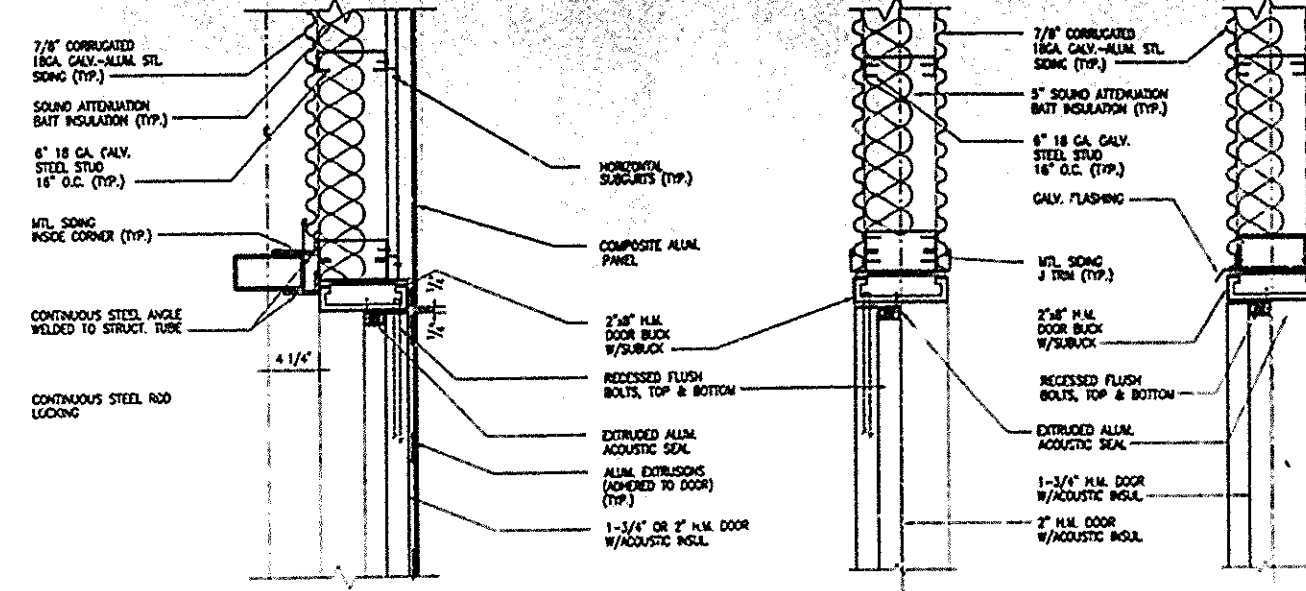 7/8" CORRUGATED
18GA. GALV.-ALUM. STL
SIDING (TYP.)
SOUND ATTENUATION
BATT INSULATION (TYP.)
6" 18 GA. GALV.
STEEL STUD
16" O.C. (TYP.)
MTL. SIDING
INSIDE CORNER (TYP.)
CONTINUOUS STEEL ANGLE
WELDED TO STRUCT. TUBE
4 1/4"
CONTINUOUS STEEL ROD
LOCKING
HORIZONTAL
SUBGIRTS (TYP.)
COMPOSITE ALUM.
PANEL
2"x8" H.M.
DOOR BUCK
W/SUBUCK
RECESSED FLUSH
BOLTS, TOP & BOTTOM
EXTRUDED ALUM.
ACOUSTIC SEAL
ALUM. EXTRUSIONS
(ADHERED TO DOOR)
(TYP.)
1-3/4" OR 2" H.M. DOOR
W/ACOUSTIC INSUL.
7/8" CORRUGATED
18GA. GALV.-ALUM. STL
SIDING (TYP.)
5" SOUND ATTENUATION
BATT INSULATION (TYP.)
6" 18 GA. GALV.
STEEL STUD
16" O.C. (TYP.)
GALV. FLASHING
MTL. SIDING
J TRIM (TYP.)
2"x8" H.M.
DOOR BUCK
W/SUBUCK
RECESSED FLUSH
BOLTS, TOP & BOTTOM
EXTRUDED ALUM.
ACOUSTIC SEAL
1-3/4" H.M. DOOR
W/ACOUSTIC INSUL.
2" H.M. DOOR
W/ACOUSTIC INSUL.